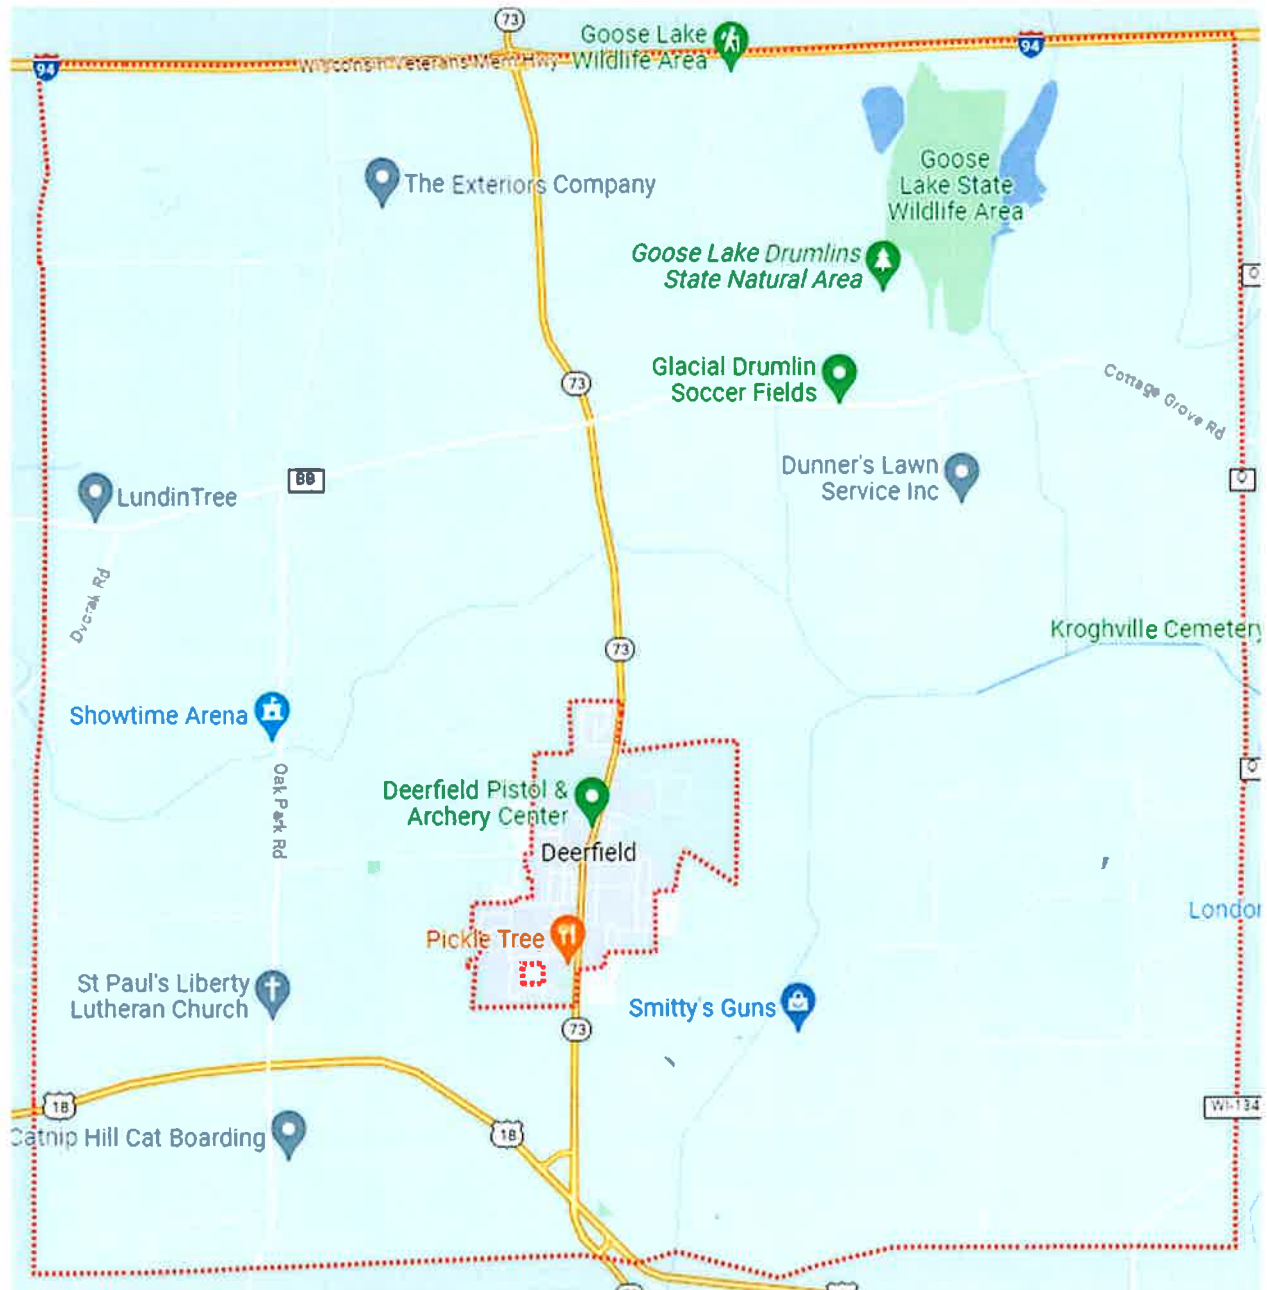 73
Goose Lake
Wildlife Area
94
94
Wisconsin Veterans Mem Hwy
The Exteriors Company
Goose
Lake State
Wildlife Area
Goose Lake Drumlins
State Natural Area
O
Glacial Drumlin
Soccer Fields
73
Cottage Grove Rd
Dunner's Lawn
Service Inc
BB
O
LundinTree
Dvorak Rd
Kroghville Cemetery
73
Showtime Arena
Oak Park Rd
O
Deerfield Pistol &
Archery Center
Deerfield
London
Pickle Tree
St Paul's Liberty
Lutheran Church
Smitty's Guns
73
18
WI-134
18
Catnip Hill Cat Boarding